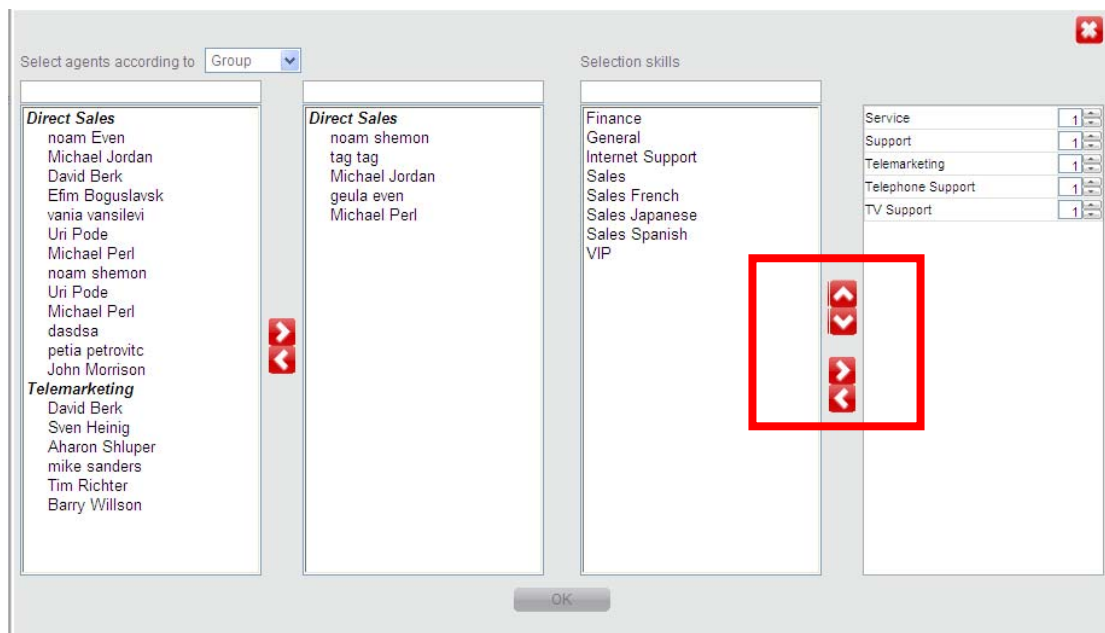 Select agents according to Group
Selection skills
Direct Sales
noam Even
Michael Jordan
David Berk
Efim Boguslavsk
vania vansilevi
Uri Pode
Michael Perl
noam shemon
Uri Pode
Michael Perl
dasdsa
petia petrovitc
John Morrison
Telemarketing
David Berk
Sven Heinig
Aharon Shluper
mike sanders
Tim Richter
Barry Willson
Direct Sales
noam shemon
tag tag
Michael Jordan
geula even
Michael Perl
Finance
General
Internet Support
Sales
Sales French
Sales Japanese
Sales Spanish
VIP
Service 1
Support 1
Telemarketing 1
Telephone Support 1
TV Support 1
OK